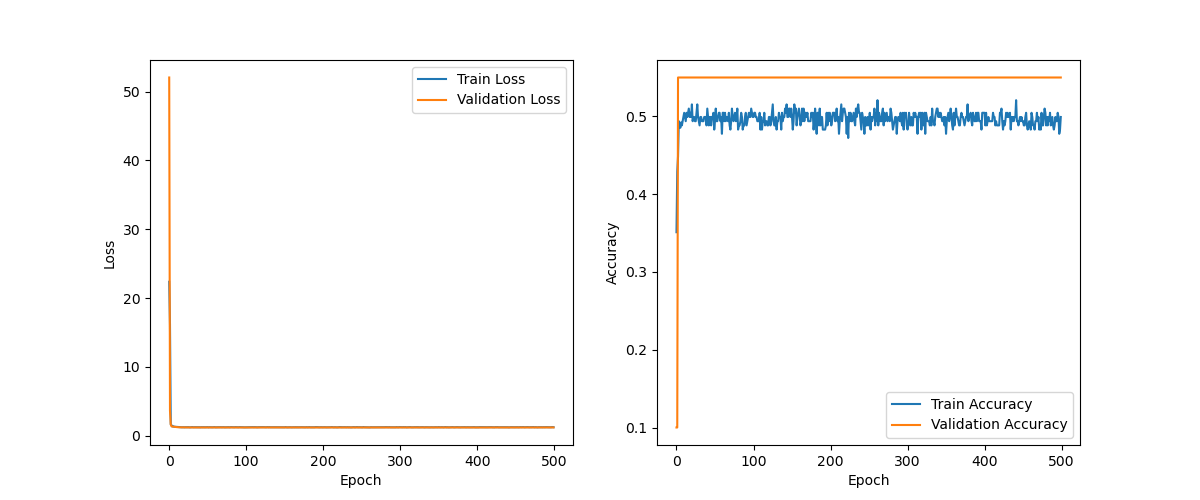 50
40
30
20
10
0
Loss
0 100 200 300 400 500
Epoch
Train Loss
Validation Loss
0.5
0.4
0.3
0.2
0.1
Accuracy
0 100 200 300 400 500
Epoch
Train Accuracy
Validation Accuracy